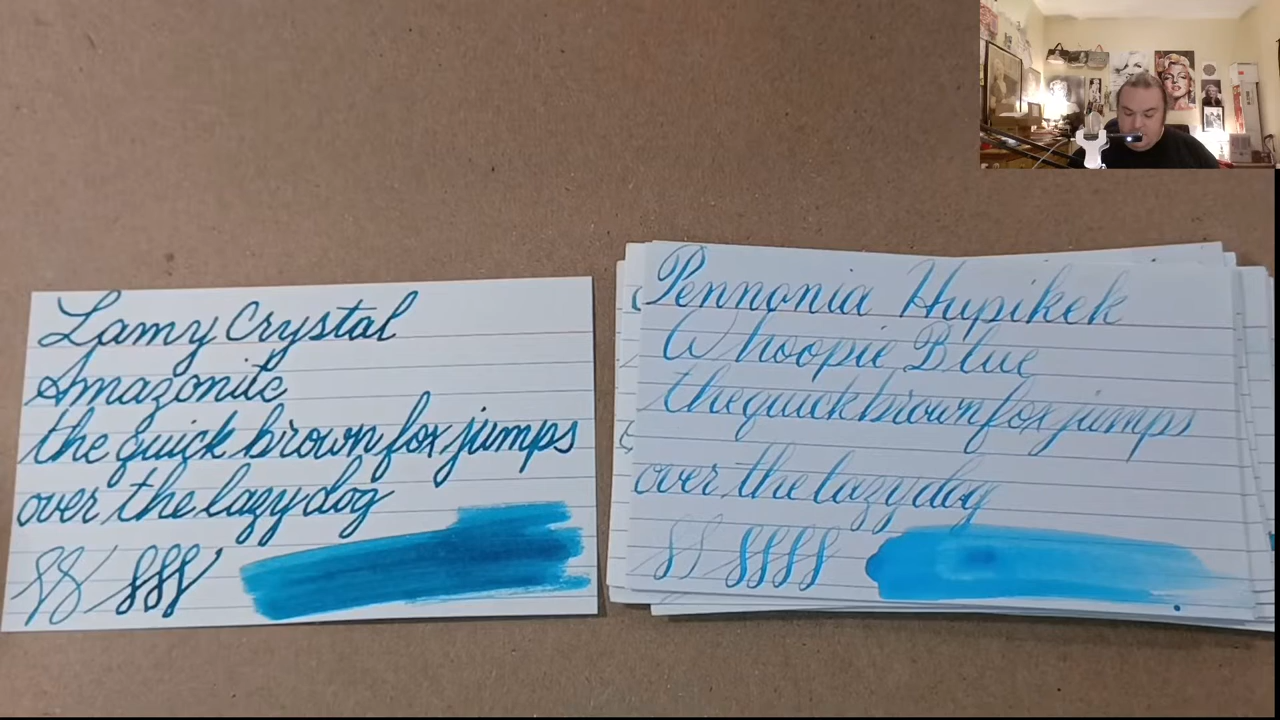 Lamy Crystal
Amazonite
the quick brown fox jumps
over the lazy dog
Pennonia Hupikek
Whoopie Blue
the quick brown fox jumps
over the lazy dog